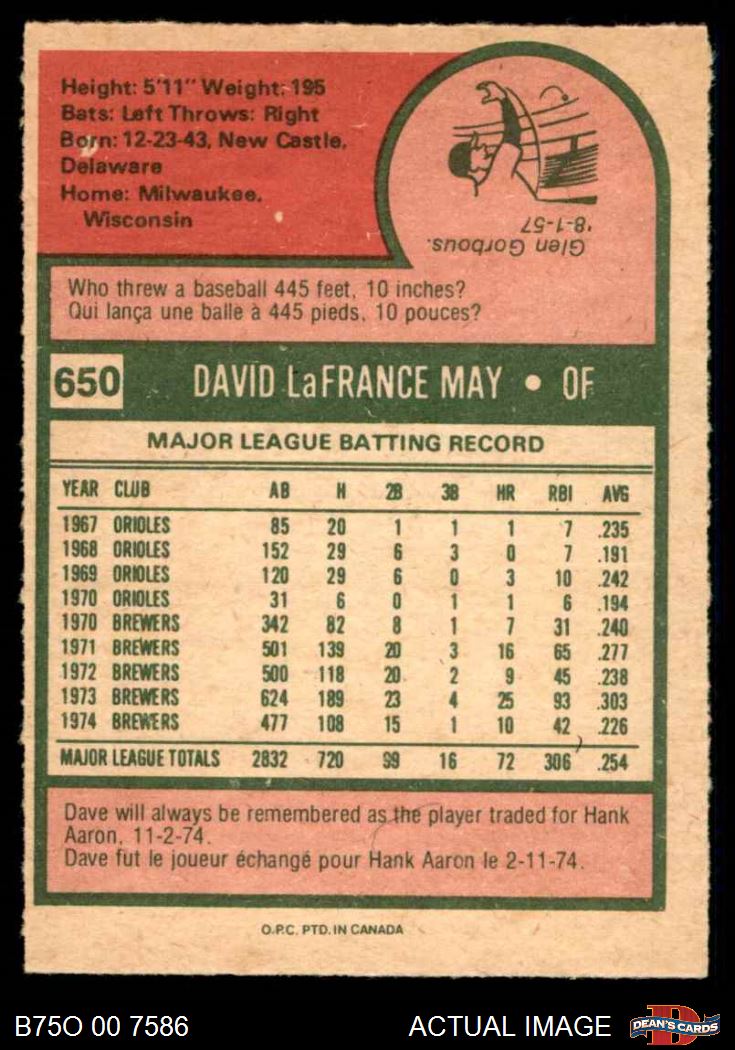 Height: 5'11" Weight: 195
Bats: Left Throws: Right
Born: 12-23-43, New Castle,
Delaware
Home: Milwaukee,
Wisconsin
Glen Gorbous.
'8-1-57
Who threw a baseball 445 feet, 10 inches?
Qui lança une balle à 445 pieds, 10 pouces?
650 DAVID LaFRANCE MAY • OF
MAJOR LEAGUE BATTING RECORD
YEAR CLUB AB H 2B 3B HR RBI AVG
1967 ORIOLES 85 20 1 1 1 7 .235
1968 ORIOLES 152 29 6 3 0 7 .191
1969 ORIOLES 120 29 6 0 3 10 .242
1970 ORIOLES 31 6 0 1 1 6 .194
1970 BREWERS 342 82 8 1 7 31 .240
1971 BREWERS 501 139 20 3 16 65 .277
1972 BREWERS 500 118 20 2 9 45 .238
1973 BREWERS 624 189 23 4 25 93 .303
1974 BREWERS 477 108 15 1 10 42 .226
MAJOR LEAGUE TOTALS 2832 720 99 16 72 306 .254
Dave will always be remembered as the player traded for Hank
Aaron, 11-2-74.
Dave fut le joueur échangé pour Hank Aaron le 2-11-74.
O.P.C. PTD. IN CANADA
B75O 00 7586 ACTUAL IMAGE
DEAN'S CARDS